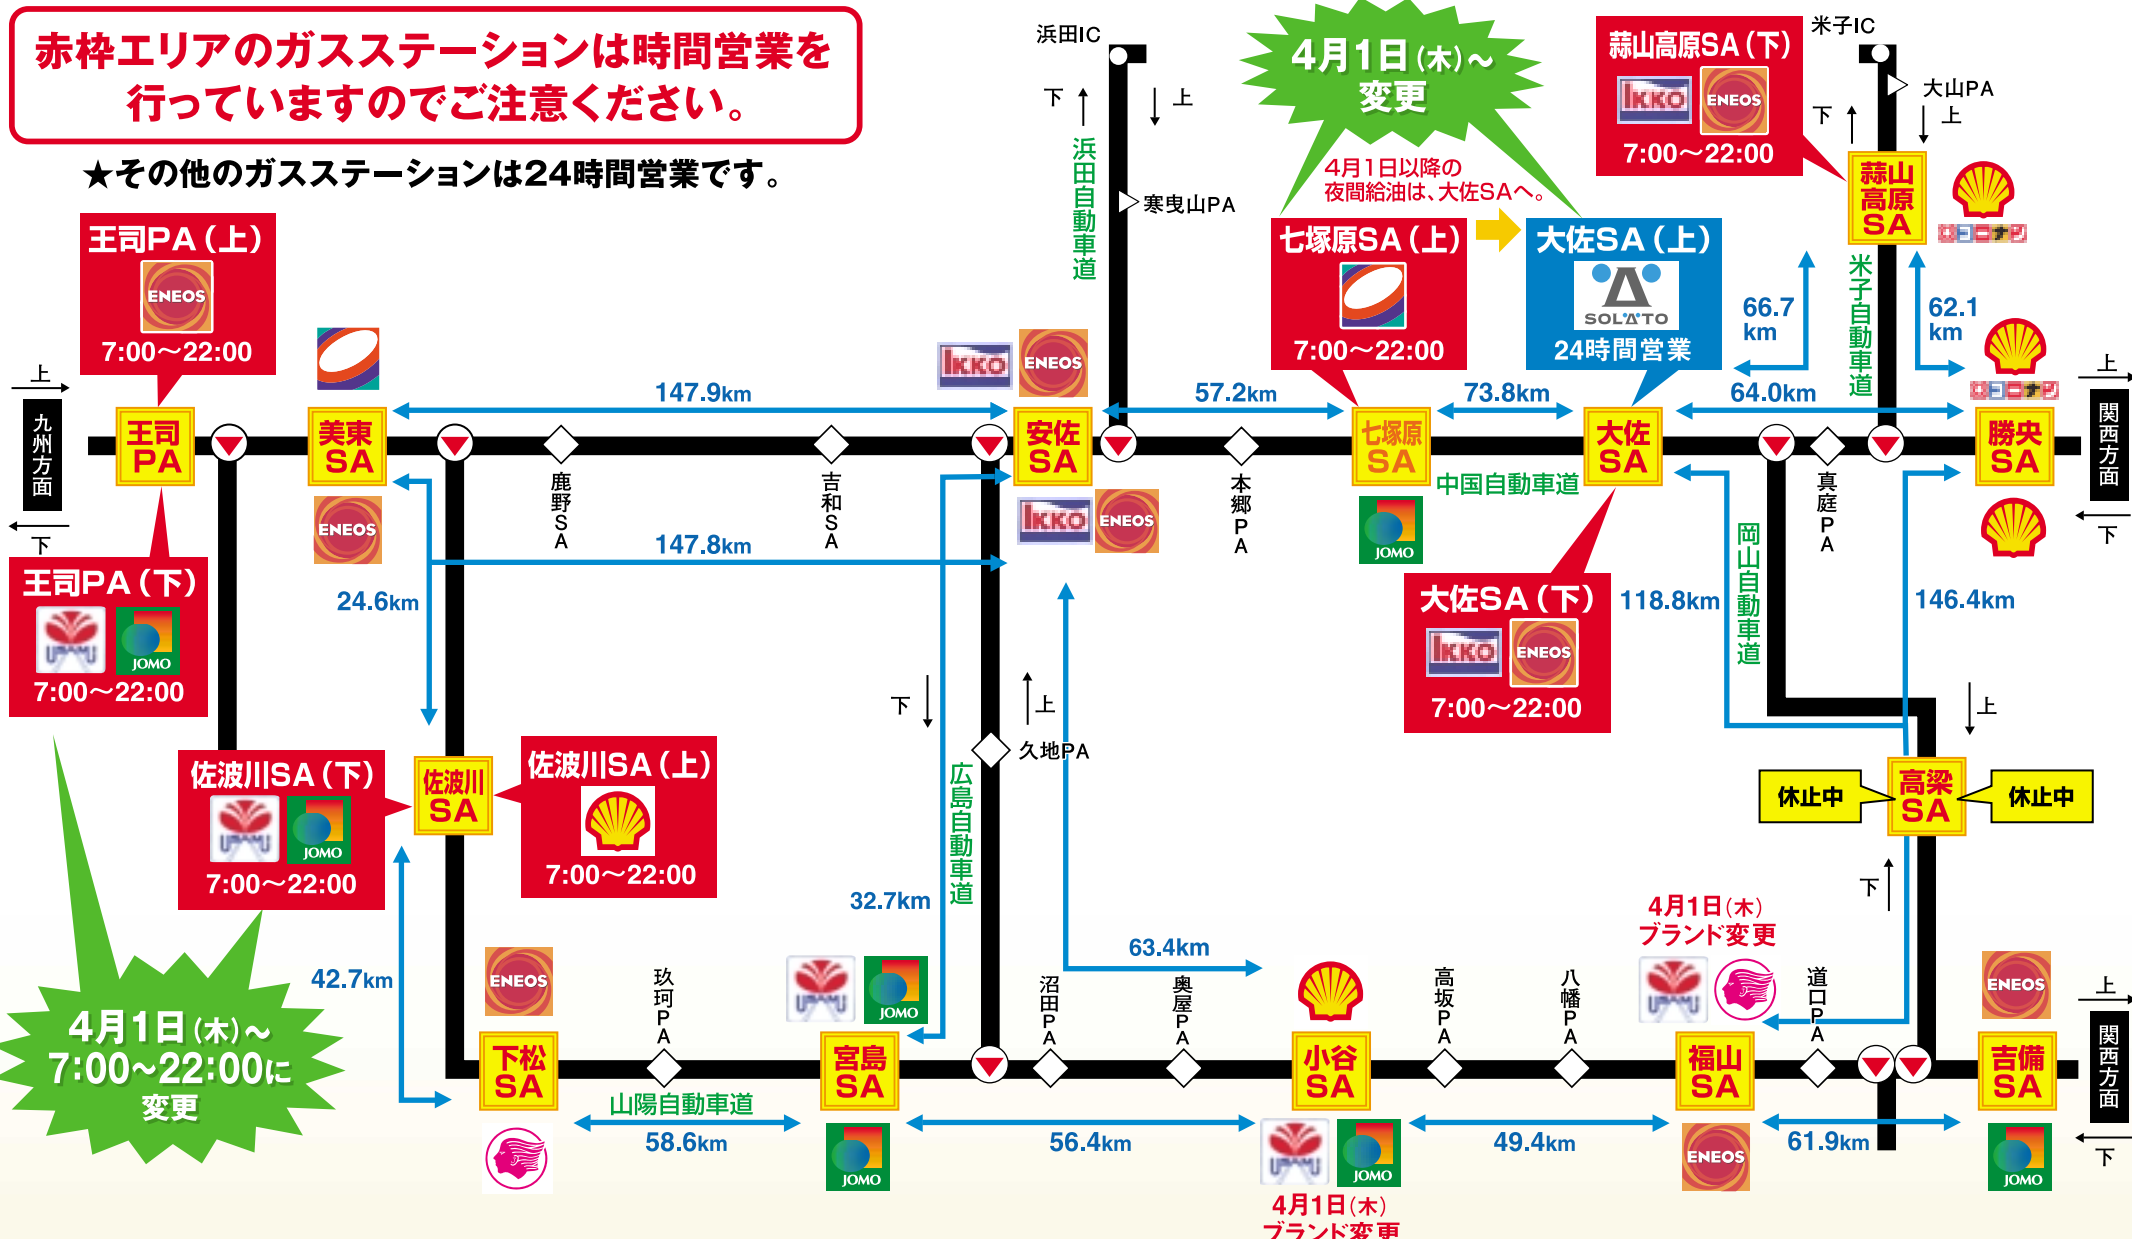 赤枠エリアのガスステーションは時間営業を
行っていますのでご注意ください。
★その他のガスステーションは24時間営業です。
浜田IC
下
上
浜田自動車道
寒曳山PA
4月1日(木)～
変更
4月1日以降の
夜間給油は、大佐SAへ。
蒜山高原SA(下)
IKKO
ENEOS
7:00～22:00
米子IC
大山PA
下
上
蒜山
高原
SA
米子自動車道
王司PA(上)
ENEOS
7:00～22:00
七塚原SA(上)
7:00～22:00
大佐SA(上)
SOLATO
24時間営業
66.7
km
62.1
km
上
九州方面
下
王司
PA
美東
SA
ENEOS
147.9km
IKKO
ENEOS
安佐
SA
IKKO
ENEOS
57.2km
七塚原
SA
JOMO
73.8km
大佐
SA
64.0km
勝央
SA
上
関西方面
下
鹿野SA
吉和SA
本郷PA
中国自動車道
真庭PA
147.8km
24.6km
王司PA(下)
JOMO
7:00～22:00
大佐SA(下)
IKKO
ENEOS
7:00～22:00
118.8km
岡山自動車道
146.4km
下
上
久地PA
広島自動車道
上
佐波川SA(下)
JOMO
7:00～22:00
佐波川
SA
佐波川SA(上)
7:00～22:00
休止中
高梁
SA
休止中
下
32.7km
63.4km
42.7km
4月1日(木)～
7:00～22:00に
変更
ENEOS
下松
SA
玖珂PA
山陽自動車道
58.6km
JOMO
宮島
SA
JOMO
沼田PA
奥屋PA
56.4km
小谷
SA
JOMO
4月1日(木)
ブランド変更
高坂PA
八幡PA
49.4km
4月1日(木)
ブランド変更
福山
SA
ENEOS
道口PA
61.9km
ENEOS
吉備
SA
JOMO
上
関西方面
下